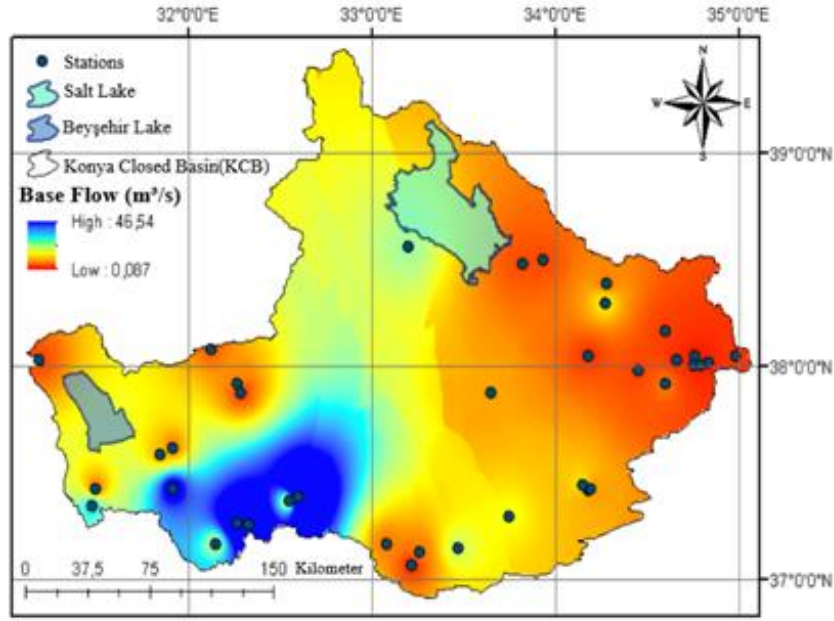 32°0'0"E 33°0'0"E 34°0'0"E 35°0'0"E
Stations
Salt Lake
Beyşehir Lake
Konya Closed Basin(KCB)
Base Flow (m³/s)
High : 46,54
Low : 0,087
N
W E
S
39°0'0"N
38°0'0"N
37°0'0"N
0 37,5 75 150 Kilometer